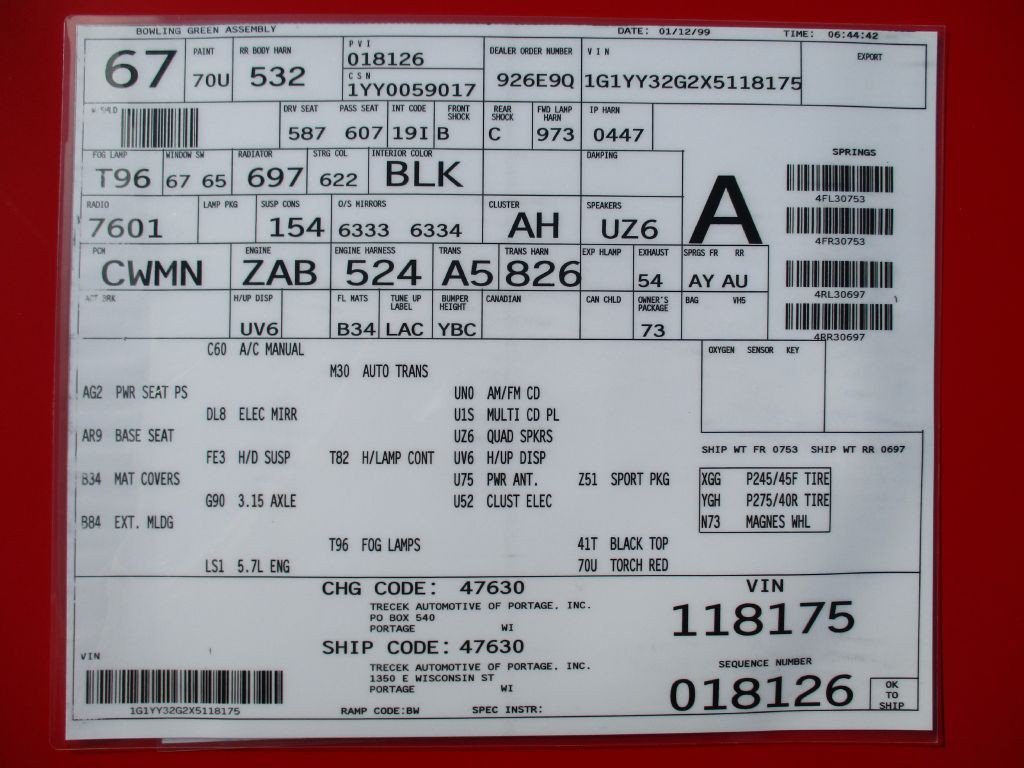 BOWLING GREEN ASSEMBLY DATE: 01/12/99 TIME: 06:44:42
67 PAINT 70U RR BODY HARN 532 PVI 018126 DEALER ORDER NUMBER 926E9Q VIN 1G1YY32G2X5118175 EXPORT
CSN 1YY0059017
DRV SEAT 587 PASS SEAT 607 INT CODE 19I FRONT SHOCK B REAR SHOCK C FWD LAMP HARN 973 IP HARN 0447
FOG LAMP T96 WINDOW SW 67 65 RADIATOR 697 STRG COL 622 INTERIOR COLOR BLK DAMPING
A
SPRINGS
4FL30753
4FR30753
4RL30697
4RR30697
RADIO 7601 LAMP PKG SUSP CONS 154 O/S MIRRORS 6333 6334 CLUSTER AH SPEAKERS UZ6
PCM CWMN ENGINE ZAB ENGINE HARNESS 524 TRANS A5 TRANS HARN 826 EXP HLAMP EXHAUST 54 SPRGS FR RR AY AU
BRK H/UP DISP UV6 FL MATS B34 TUNE UP LABEL LAC BUMPER HEIGHT YBC CANADIAN CAN CHLD OWNER'S PACKAGE 73 BAG VH5
OXYGEN SENSOR KEY
C60 A/C MANUAL
M30 AUTO TRANS
AG2 PWR SEAT PS UN0 AM/FM CD
DL8 ELEC MIRR U1S MULTI CD PL
AR9 BASE SEAT UZ6 QUAD SPKRS
FE3 H/D SUSP T82 H/LAMP CONT UV6 H/UP DISP
B34 MAT COVERS U75 PWR ANT. Z51 SPORT PKG
G90 3.15 AXLE U52 CLUST ELEC
B84 EXT. MLDG
T96 FOG LAMPS 41T BLACK TOP
LS1 5.7L ENG 70U TORCH RED
SHIP WT FR 0753 SHIP WT RR 0697
XGG P245/45F TIRE
YGH P275/40R TIRE
N73 MAGNES WHL
CHG CODE: 47630
TRECEK AUTOMOTIVE OF PORTAGE, INC.
PO BOX 540
PORTAGE WI
SHIP CODE: 47630
TRECEK AUTOMOTIVE OF PORTAGE, INC.
1350 E WISCONSIN ST
PORTAGE WI
RAMP CODE:BW SPEC INSTR:
VIN
1G1YY32G2X5118175
VIN
118175
SEQUENCE NUMBER
018126
OK TO SHIP